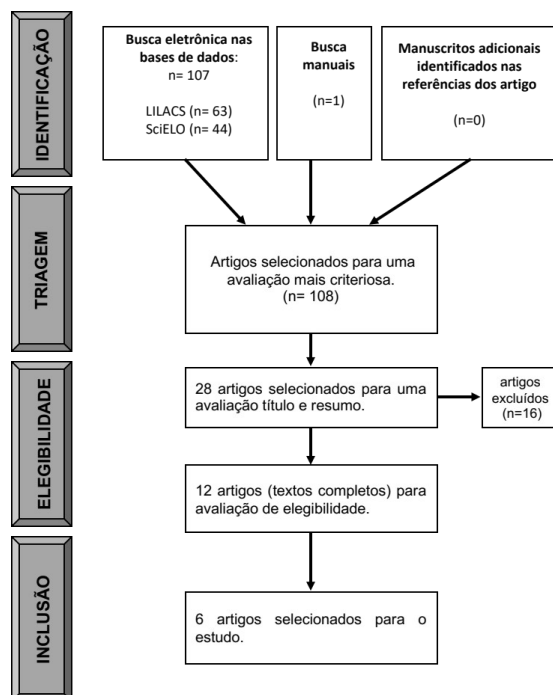 IDENTIFICAÇÃO
Busca eletrônica nas
bases de dados:
n= 107
LILACS (n= 63)
SciELO (n= 44)
Busca
manuais
(n=1)
Manuscritos adicionais
identificados nas
referências dos artigo
(n=0)
TRIAGEM
Artigos selecionados para uma
avaliação mais criteriosa.
(n= 108)
ELEGIBILIDADE
28 artigos selecionados para uma
avaliação título e resumo.
artigos
excluídos
(n=16)
12 artigos (textos completos) para
avaliação de elegibilidade.
INCLUSÃO
6 artigos selecionados para o
estudo.